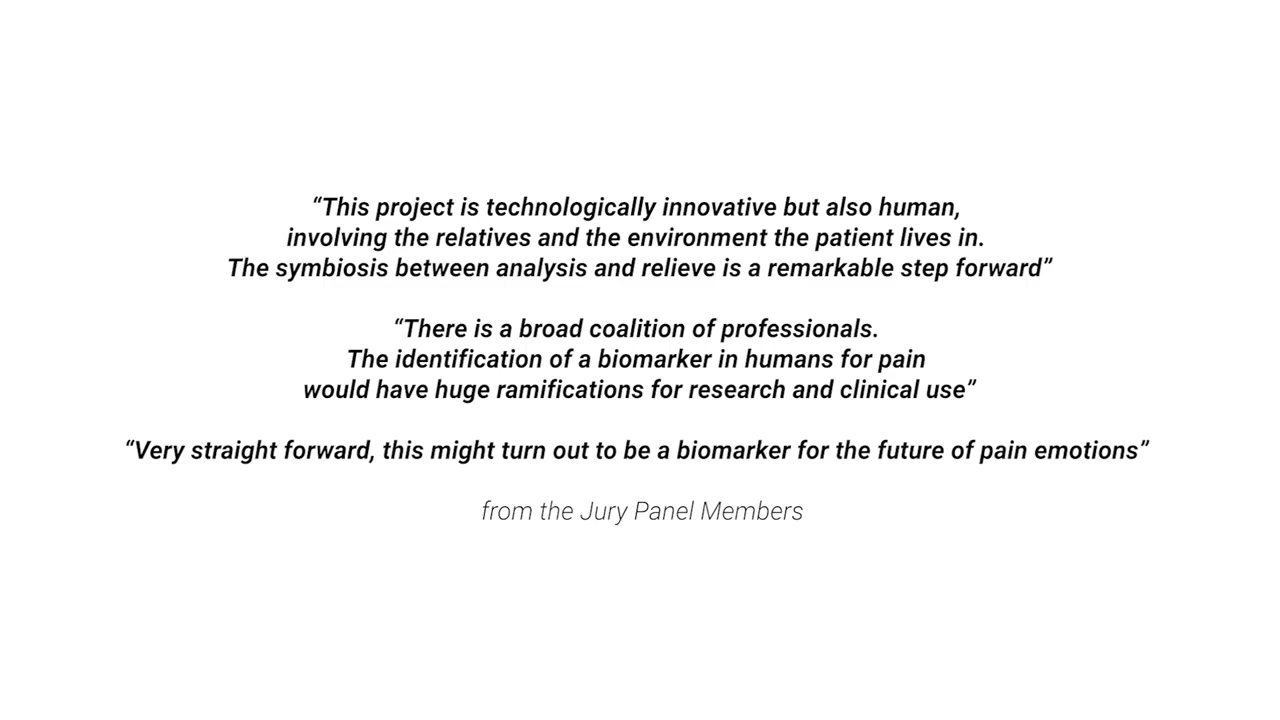 “This project is technologically innovative but also human,
involving the relatives and the environment the patient lives in.
The symbiosis between analysis and relieve is a remarkable step forward”
“There is a broad coalition of professionals.
The identification of a biomarker in humans for pain
would have huge ramifications for research and clinical use”
“Very straight forward, this might turn out to be a biomarker for the future of pain emotions”
from the Jury Panel Members